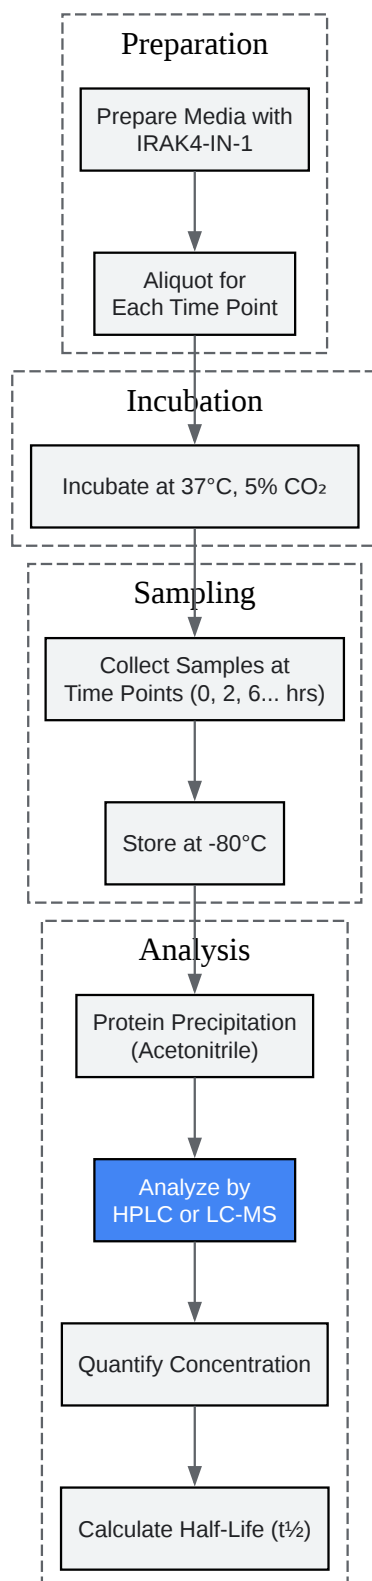 Preparation
Prepare Media with
IRAK4-IN-1
Aliquot for
Each Time Point
Incubation
Incubate at 37°C, 5% CO₂
Sampling
Collect Samples at
Time Points (0, 2, 6... hrs)
Store at -80°C
Analysis
Protein Precipitation
(Acetonitrile)
Analyze by
HPLC or LC-MS
Quantify Concentration
Calculate Half-Life (t½)